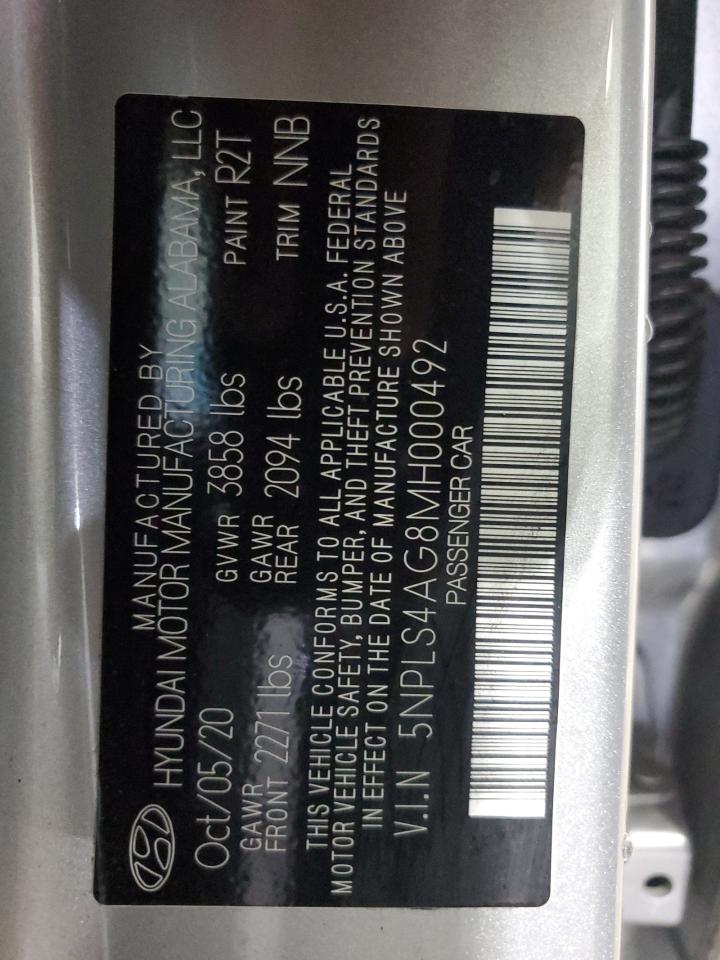 MANUFACTURED BY
HYUNDAI MOTOR MANUFACTURING ALABAMA, LLC
Oct/05/20 GVWR 3858 lbs PAINT R2T
GAWR FRONT 2271 lbs GAWR REAR 2094 lbs TRIM NNB
THIS VEHICLE CONFORMS TO ALL APPLICABLE U.S.A. FEDERAL
MOTOR VEHICLE SAFETY, BUMPER, AND THEFT PREVENTION STANDARDS
IN EFFECT ON THE DATE OF MANUFACTURE SHOWN ABOVE
V.I.N 5NPLS4AG8MH000492
PASSENGER CAR